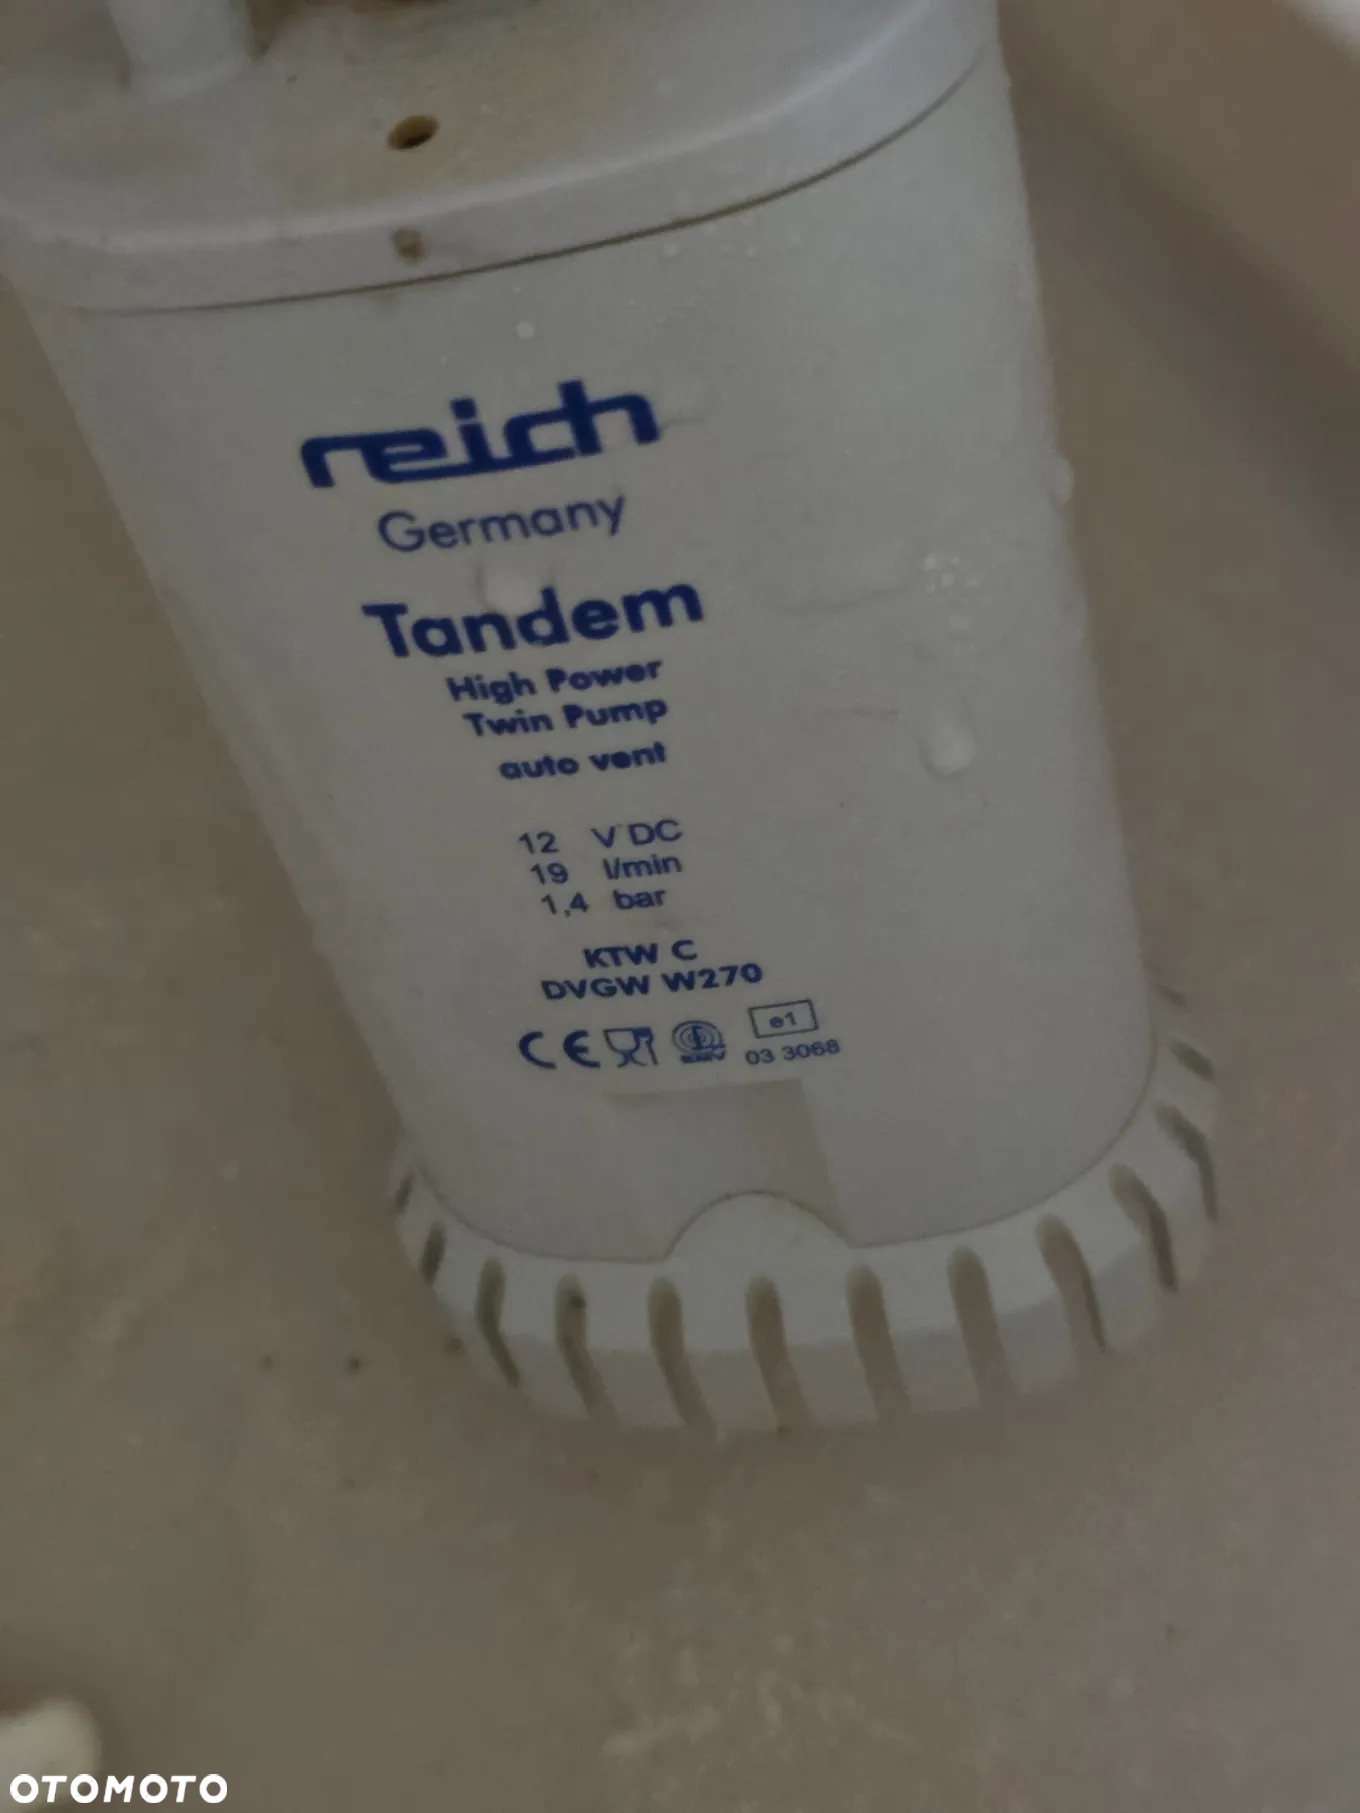 reich
Germany
Tandem
High Power
Twin Pump
auto vent
12 V DC
19 l/min
1,4 bar
KTW C
DVGW W270
CE
e1
03 3068
OTOMOTO